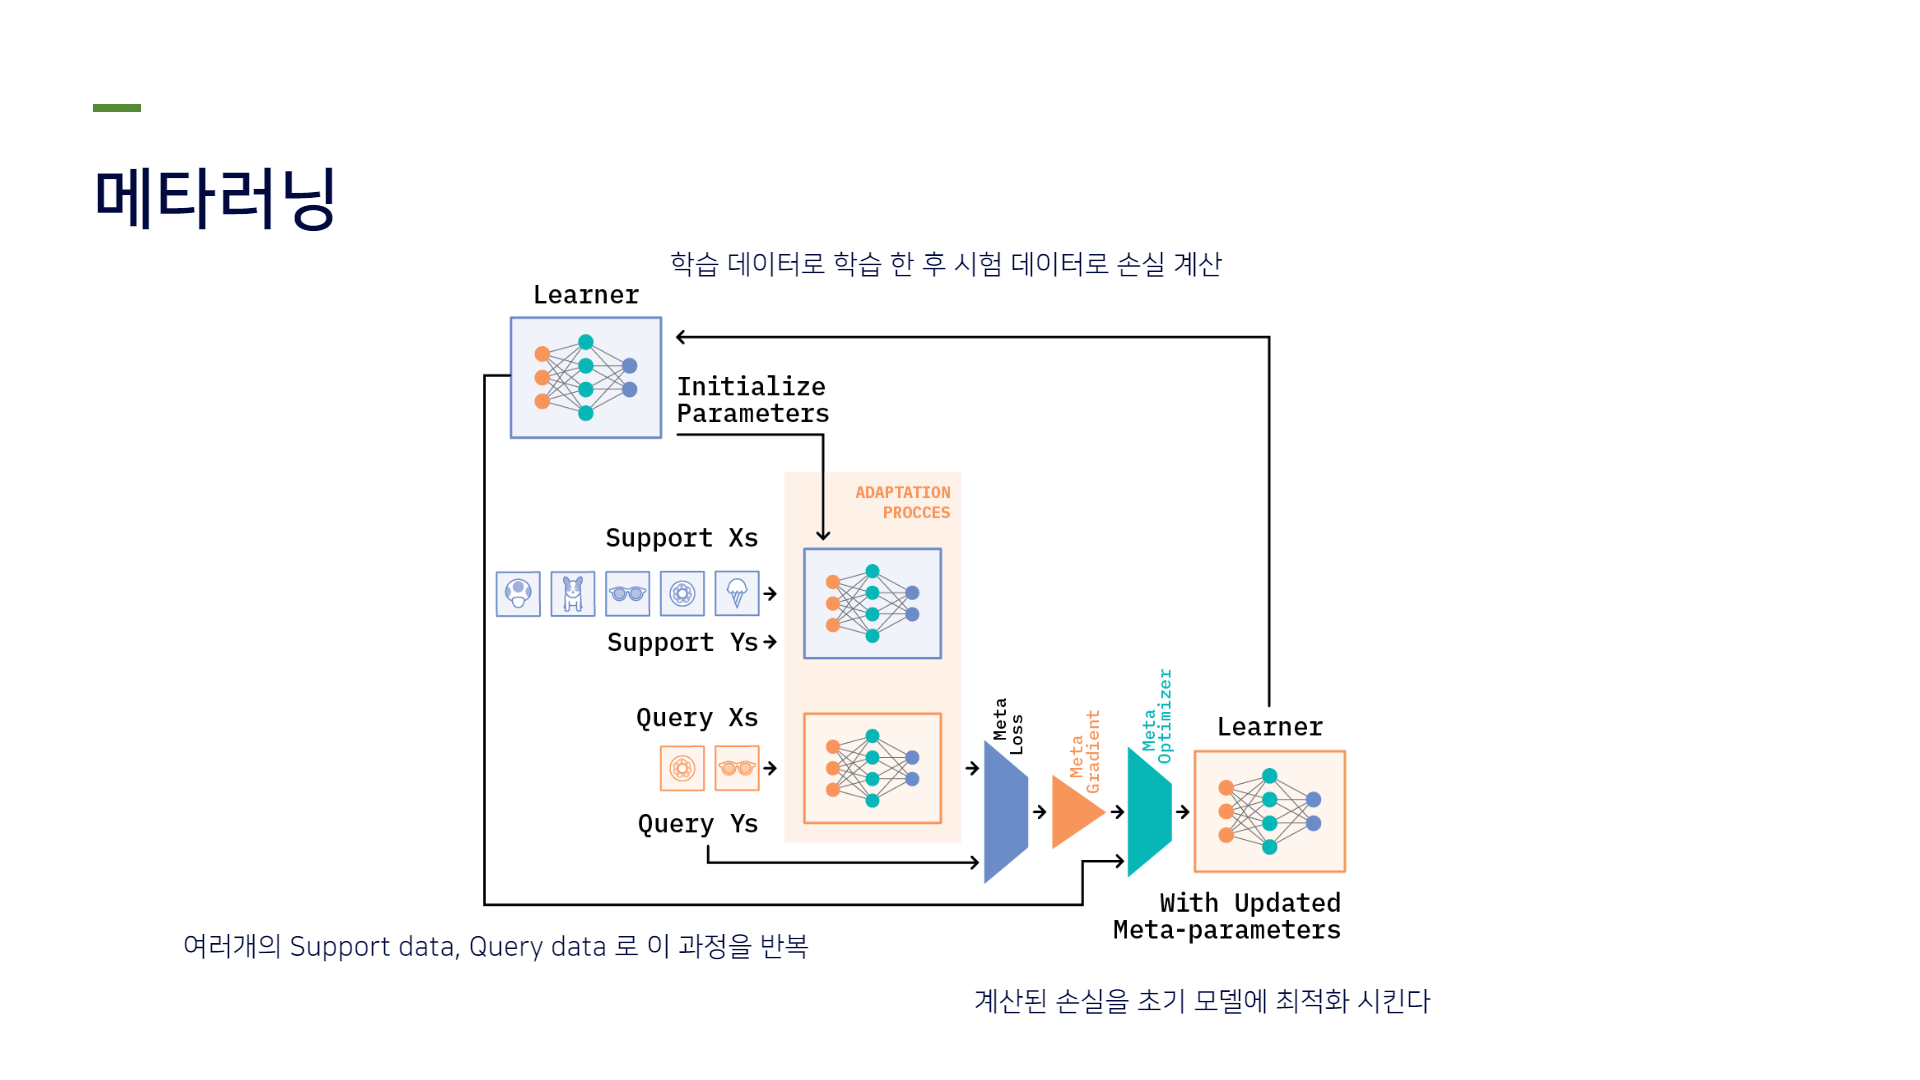 메타러닝
학습 데이터로 학습 한 후 시험 데이터로 손실 계산
Learner
Initialize
Parameters
ADAPTATION
PROCCES
Support Xs
Support Ys
Query Xs
Query Ys
Meta
Loss
Meta
Gradient
Meta
Optimizer
Learner
With Updated
Meta-parameters
여러개의 Support data, Query data 로 이 과정을 반복
계산된 손실을 초기 모델에 최적화 시킨다